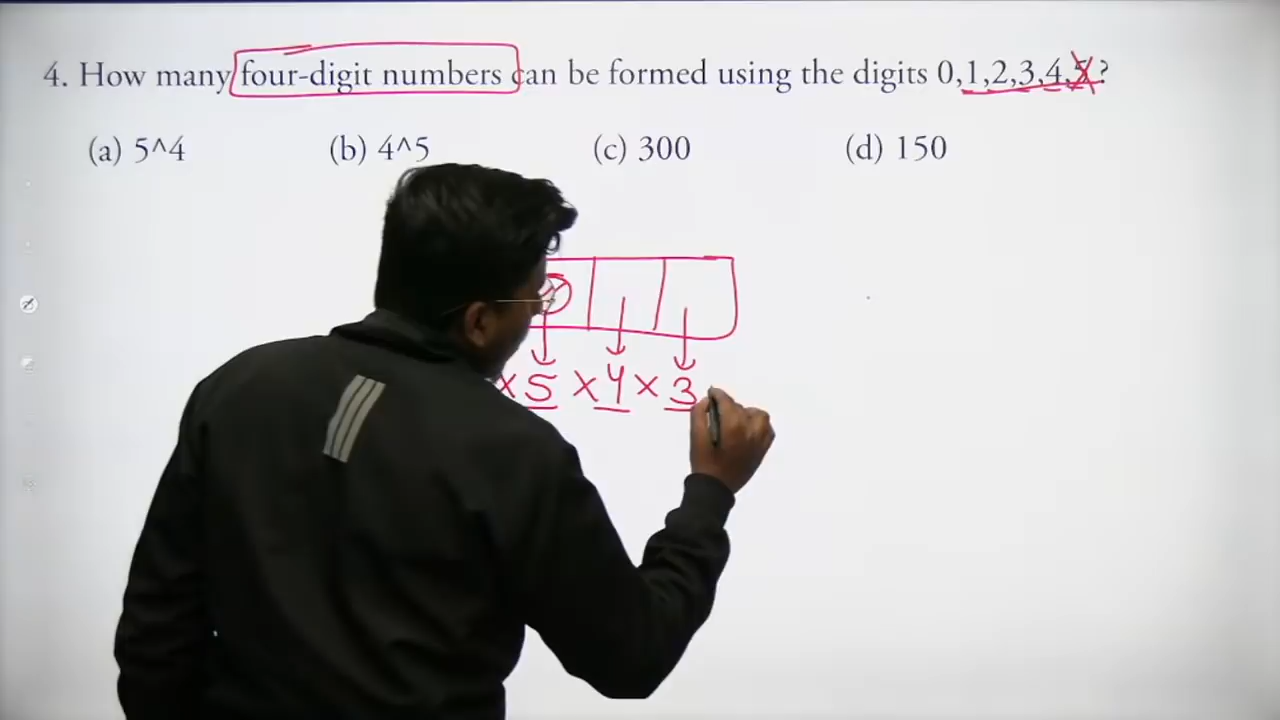 4. How many four-digit numbers can be formed using the digits 0,1,2,3,4,5 ?
(a) 5^4 (b) 4^5 (c) 300 (d) 150
× 5 × 4 × 3